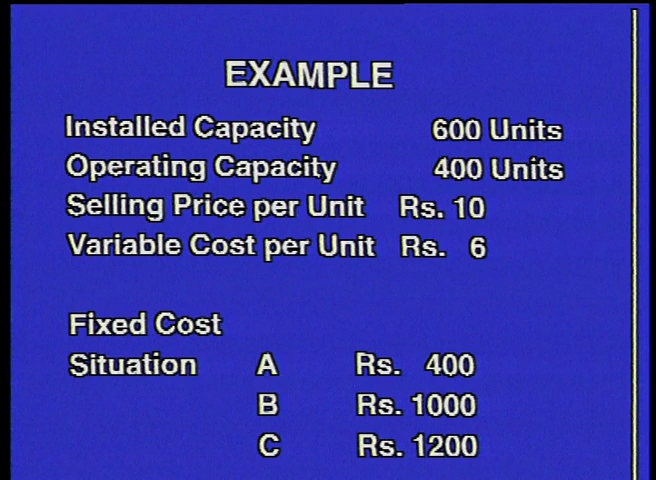 EXAMPLE
Installed Capacity 600 Units
Operating Capacity 400 Units
Selling Price per Unit Rs. 10
Variable Cost per Unit Rs. 6
Fixed Cost
Situation A Rs. 400
B Rs. 1000
C Rs. 1200